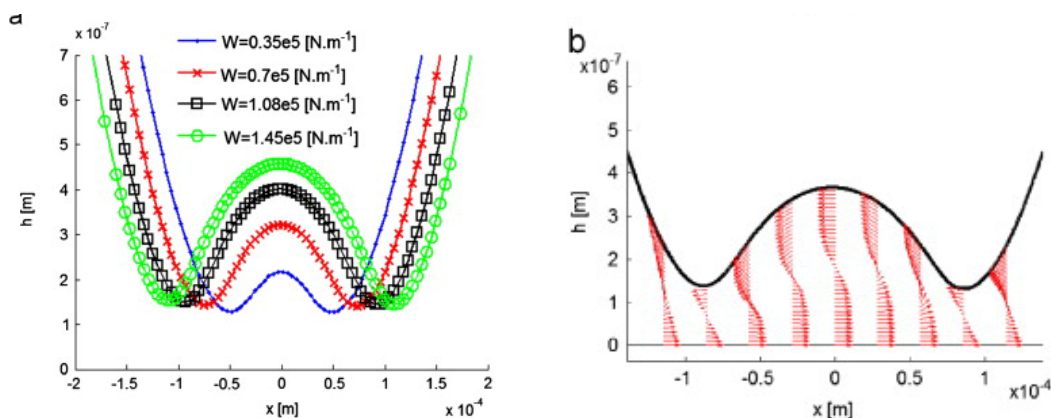 a
x 10⁻⁷
W=0.35e5 [N.m⁻¹]
W=0.7e5 [N.m⁻¹]
W=1.08e5 [N.m⁻¹]
W=1.45e5 [N.m⁻¹]
7
6
5
4
3
2
1
0
h [m]
-2 -1.5 -1 -0.5 0 0.5 1 1.5 2
x [m]
x 10⁻⁴
b
x10⁻⁷
6
5
4
3
2
1
0
h [m]
-1 -0.5 0 0.5 1
x [m]
x10⁻⁴